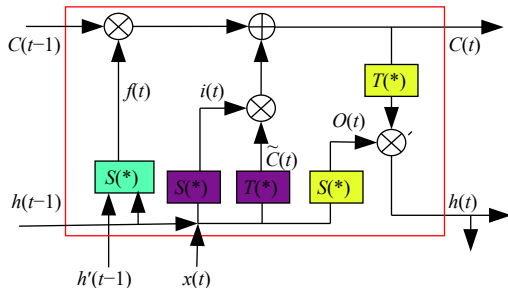 C(t−1)
C(t)
T(*)
f(t)
i(t)
O(t)
C̃(t)
S(*)
S(*)
T(*)
S(*)
h(t−1)
h(t)
h′(t−1)
x(t)